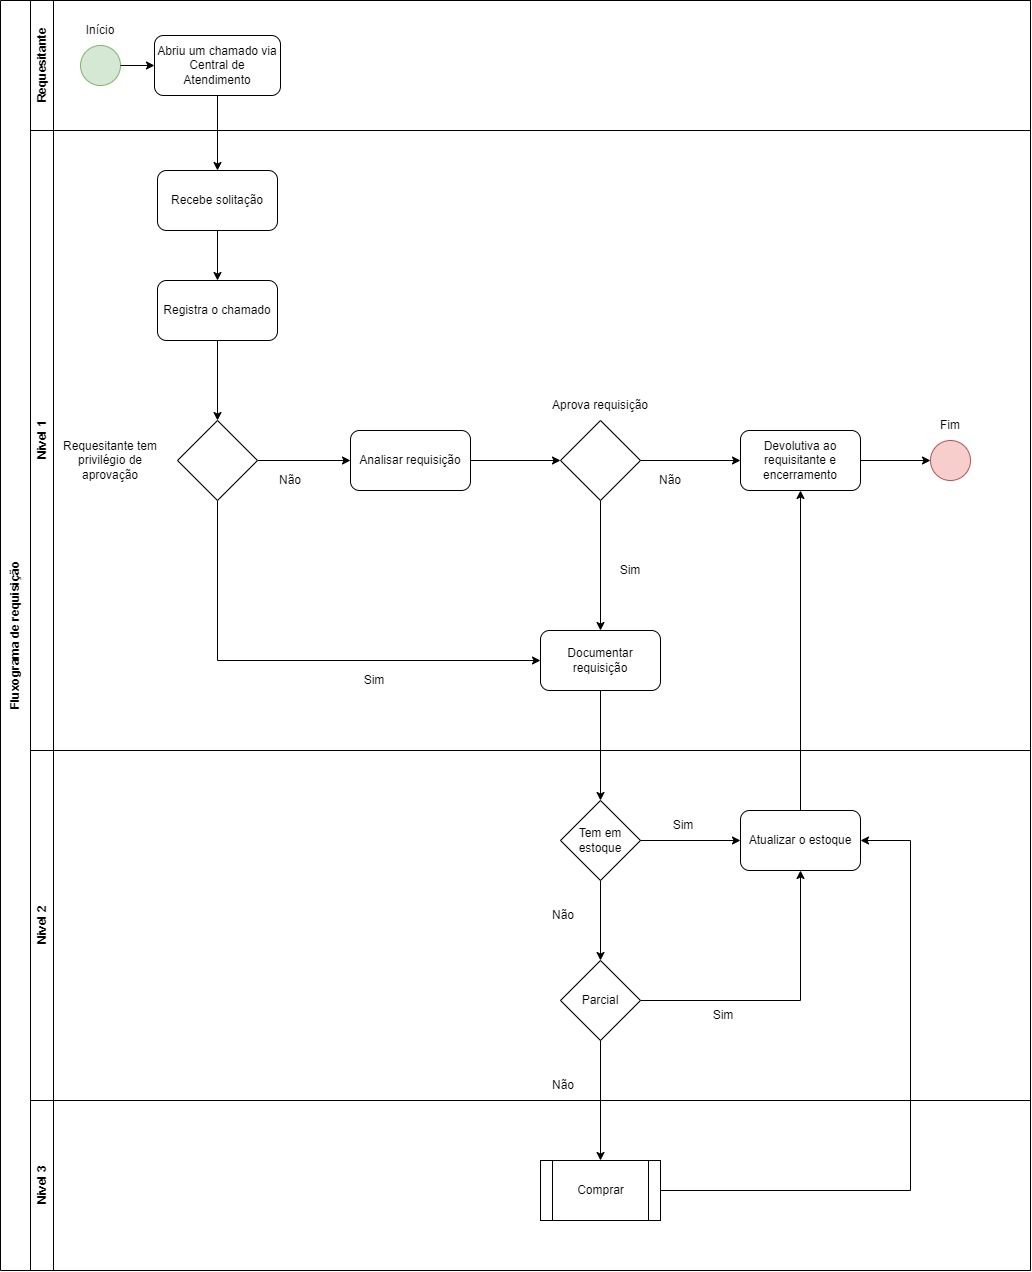 Fluxograma de requisição
Requesitante
Início
Abriu um chamado via
Central de
Atendimento
Nivel 1
Recebe solitação
Registra o chamado
Requesitante tem
privilégio de
aprovação
Não
Analisar requisição
Aprova requisição
Não
Devolutiva ao
requisitante e
encerramento
Fim
Sim
Sim
Documentar
requisição
Nivel 2
Tem em
estoque
Sim
Atualizar o estoque
Não
Parcial
Sim
Não
Nivel 3
Comprar